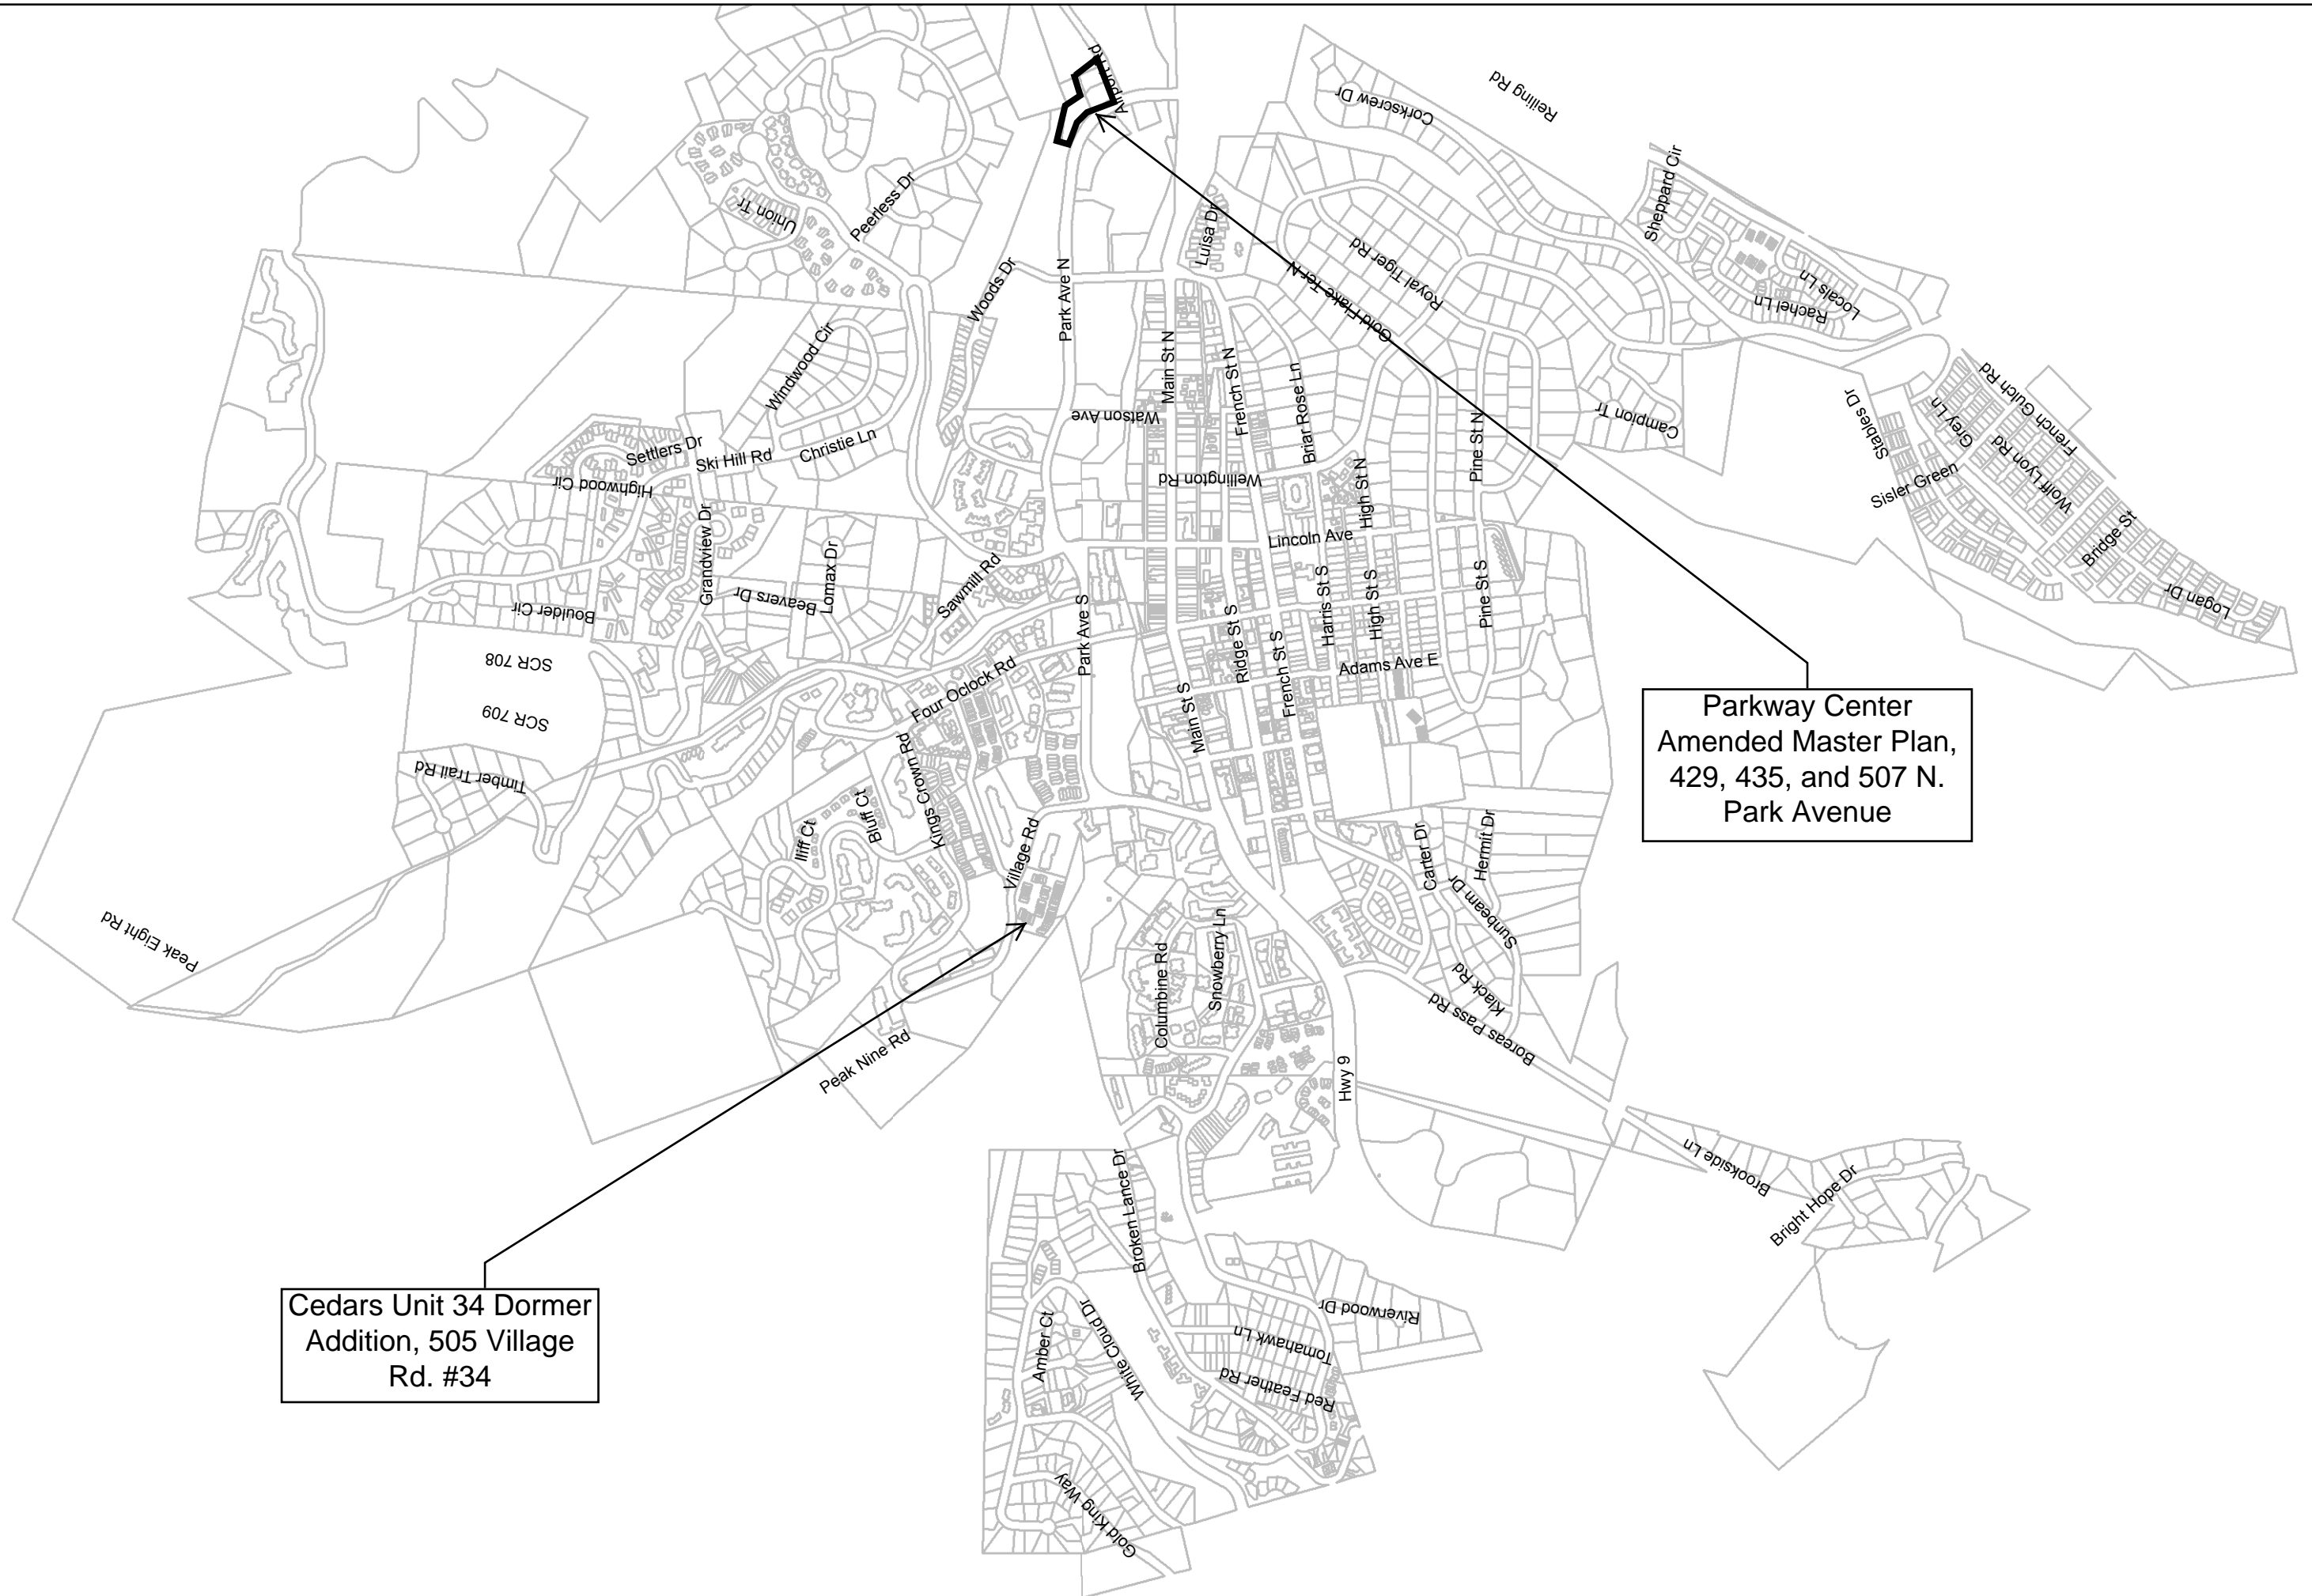 Airport Rd
Reiling Rd
Corkscrew Dr
Sheppard Cir
Peerless Dr
Union Tr
Luisa Dr
Royal Tiger Rd
Gold Flake Ter N
Locals Ln
Rachel Ln
Woods Dr
Park Ave N
Windwood Cir
Main St N
French St N
Briar Rose Ln
Watson Ave
Campion Tr
Pine St N
Stables Dr
Grey Ln
French Gulch Rd
Wolff Lyon Rd
Sisler Green
Bridge St
Logan Dr
Settlers Dr
Ski Hill Rd
Christie Ln
Highwood Cir
Wellington Rd
High St N
Lincoln Ave
Grandview Dr
Lomax Dr
Beavers Dr
Sawmill Rd
Boulder Cir
Park Ave S
Ridge St S
French St S
Harris St S
High St S
Pine St S
Adams Ave E
SCR 708
SCR 709
Four Oclock Rd
Main St S
Timber Trail Rd
Kings Crown Rd
Parkway Center
Amended Master Plan,
429, 435, and 507 N.
Park Avenue
Iliff Ct
Bluff Ct
Village Rd
Carter Dr
Hermit Dr
Sunbeam Dr
Peak Eight Rd
Columbine Rd
Snowberry Ln
Klack Rd
Boreas Pass Rd
Peak Nine Rd
Hwy 9
Brookside Ln
Bright Hope Dr
Broken Lance Dr
Cedars Unit 34 Dormer
Addition, 505 Village
Rd. #34
Amber Ct
White Cloud Dr
Riverwood Dr
Tomahawk Ln
Red Feather Rd
Gold King Way